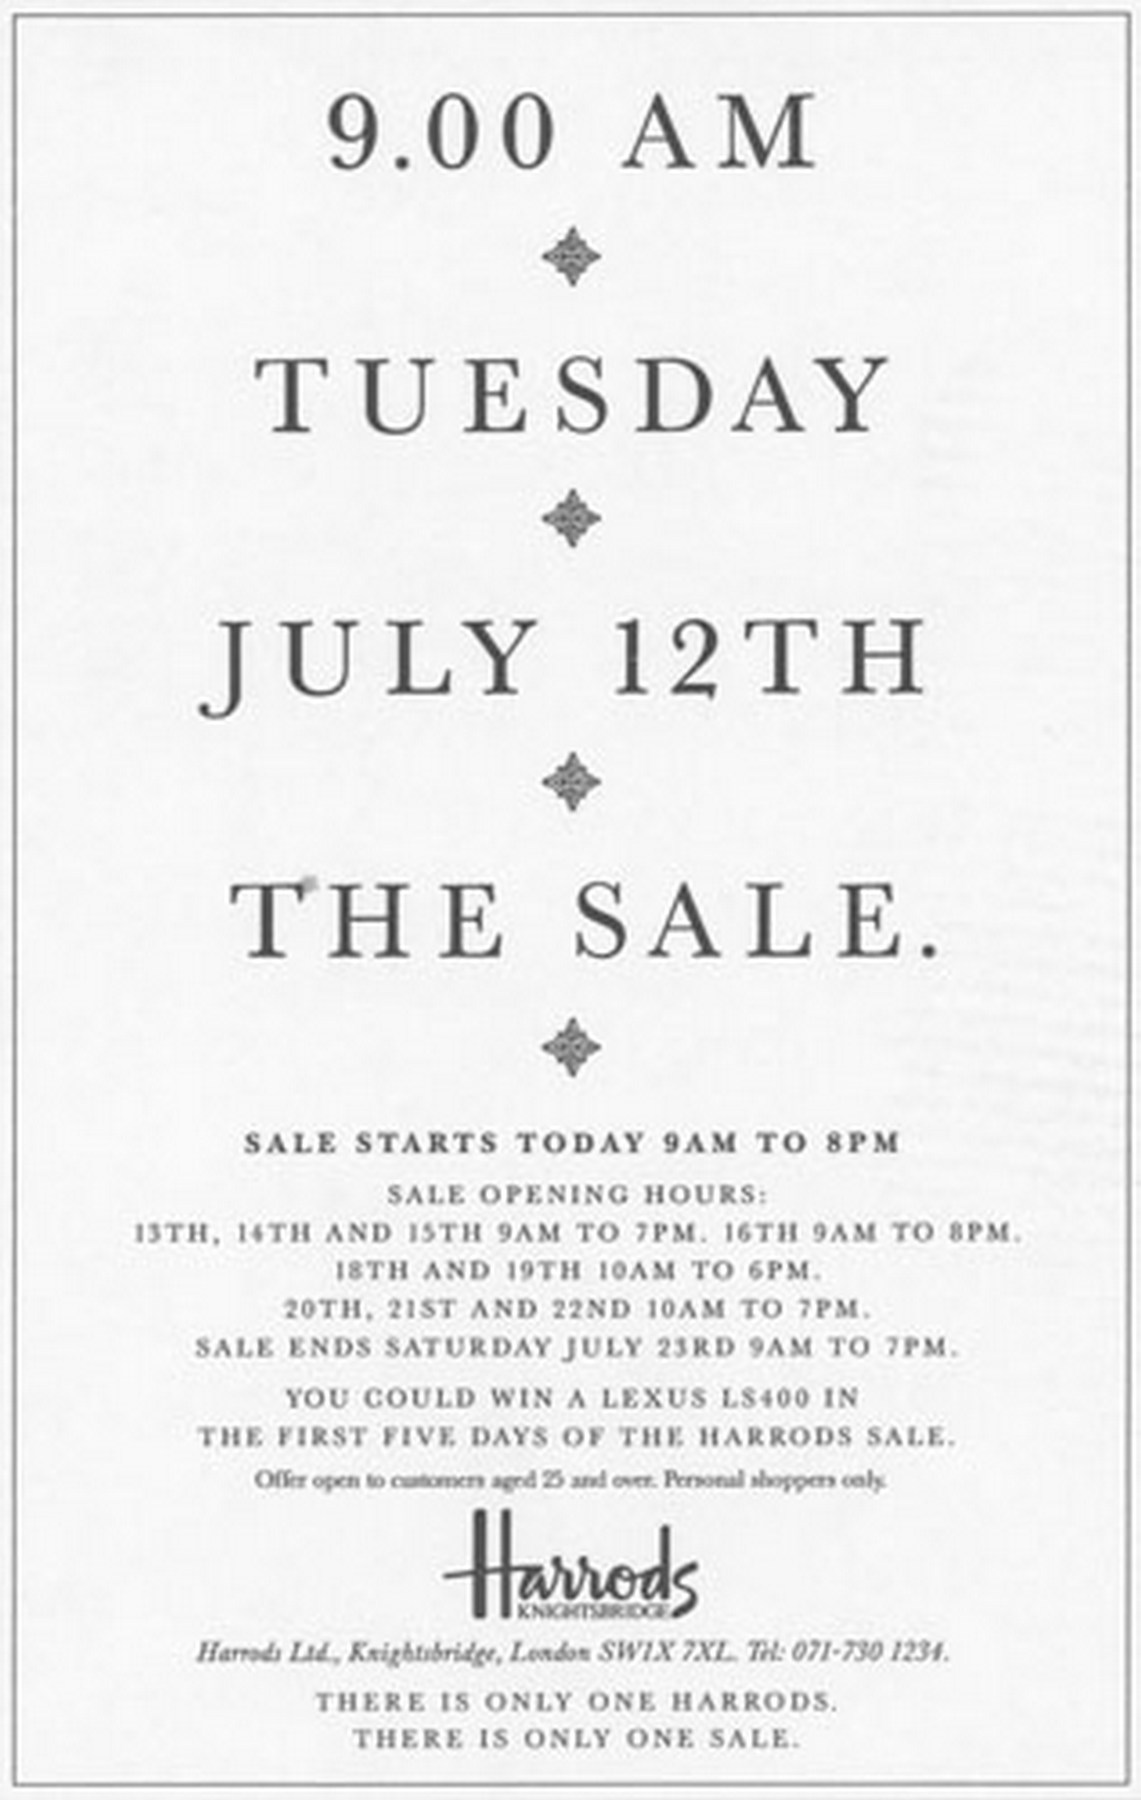 9.00 AM
TUESDAY
JULY 12TH
THE SALE.
SALE STARTS TODAY 9AM TO 8PM
SALE OPENING HOURS:
13TH, 14TH AND 15TH 9AM TO 7PM. 16TH 9AM TO 8PM.
18TH AND 19TH 10AM TO 6PM.
20TH, 21ST AND 22ND 10AM TO 7PM.
SALE ENDS SATURDAY JULY 23RD 9AM TO 7PM.
YOU COULD WIN A LEXUS LS400 IN
THE FIRST FIVE DAYS OF THE HARRODS SALE.
Offer open to customers aged 25 and over. Personal shoppers only.
Harrods
KNIGHTSBRIDGE
Harrods Ltd., Knightsbridge, London SW1X 7XL. Tel: 071-730 1234.
THERE IS ONLY ONE HARRODS.
THERE IS ONLY ONE SALE.